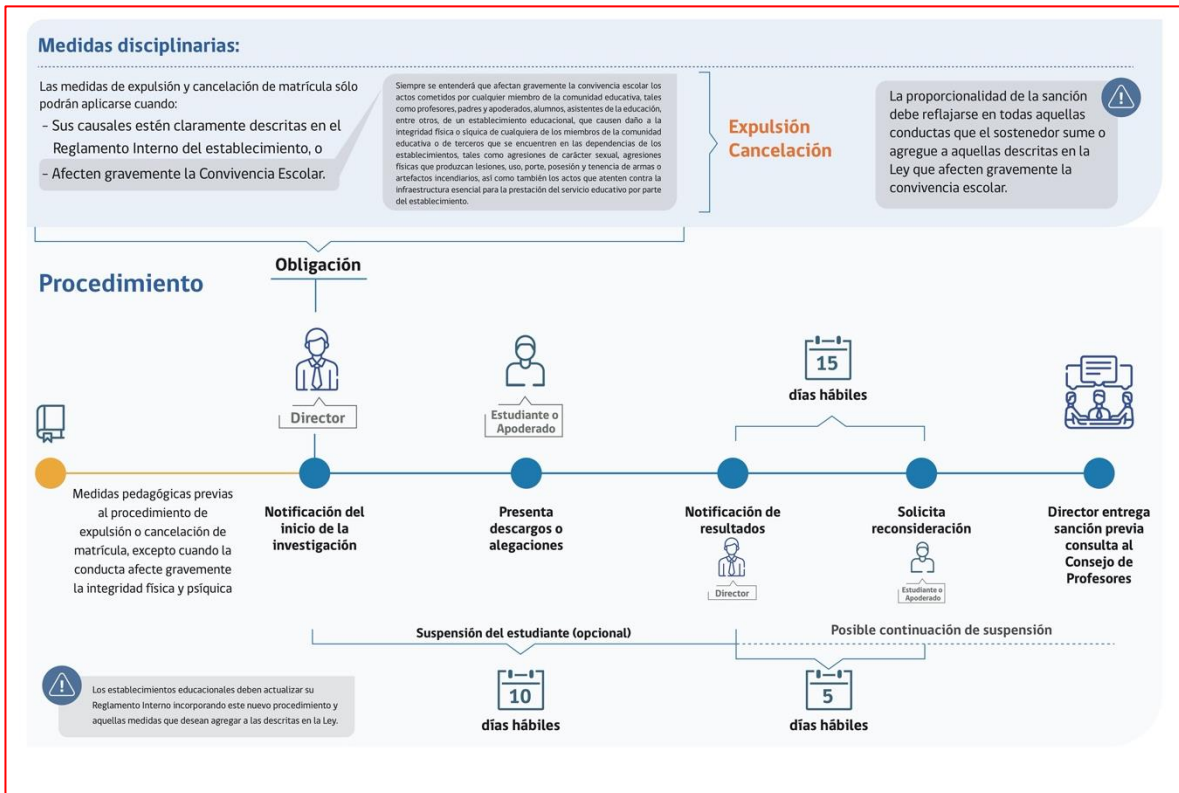 Medidas disciplinarias:
Las medidas de expulsión y cancelación de matrícula sólo
podrán aplicarse cuando:
- Sus causales estén claramente descritas en el
Reglamento Interno del establecimiento, o
- Afecten gravemente la Convivencia Escolar.
Siempre se entenderá que afectan gravemente la convivencia escolar los
actos cometidos por cualquier miembro de la comunidad educativa, tales
como profesores, padres y apoderados, alumnos, asistentes de la educación,
entre otros, de un establecimiento educacional, que causen daño a la
integridad física o síquica de cualquiera de los miembros de la comunidad
educativa o de terceros que se encuentren en las dependencias de los
establecimientos, tales como agresiones de carácter sexual, agresiones
físicas que produzcan lesiones, uso, porte, posesión y tenencia de armas o
artefactos incendiarios, así como también los actos que atenten contra la
infraestructura esencial para la prestación del servicio educativo por parte
del establecimiento.
Expulsión
Cancelación
La proporcionalidad de la sanción
debe reflajarse en todas aquellas
conductas que el sostenedor sume o
agregue a aquellas descritas en la
Ley que afecten gravemente la
convivencia escolar.
Procedimiento
Obligación
Director
Estudiante o
Apoderado
15
días hábiles
Medidas pedagógicas previas
al procedimiento de
expulsión o cancelación de
matrícula, excepto cuando la
conducta afecte gravemente
la integridad física y psíquica
Notificación del
inicio de la
investigación
Presenta
descargos o
alegaciones
Notificación de
resultados
Director
Solicita
reconsideración
Estudiante o
Apoderado
Director entrega
sanción previa
consulta al
Consejo de
Profesores
Suspensión del estudiante (opcional)
Posible continuación de suspensión
10
días hábiles
5
días hábiles
Los establecimientos educacionales deben actualizar su
Reglamento Interno incorporando este nuevo procedimiento y
aquellas medidas que desean agregar a las descritas en la Ley.